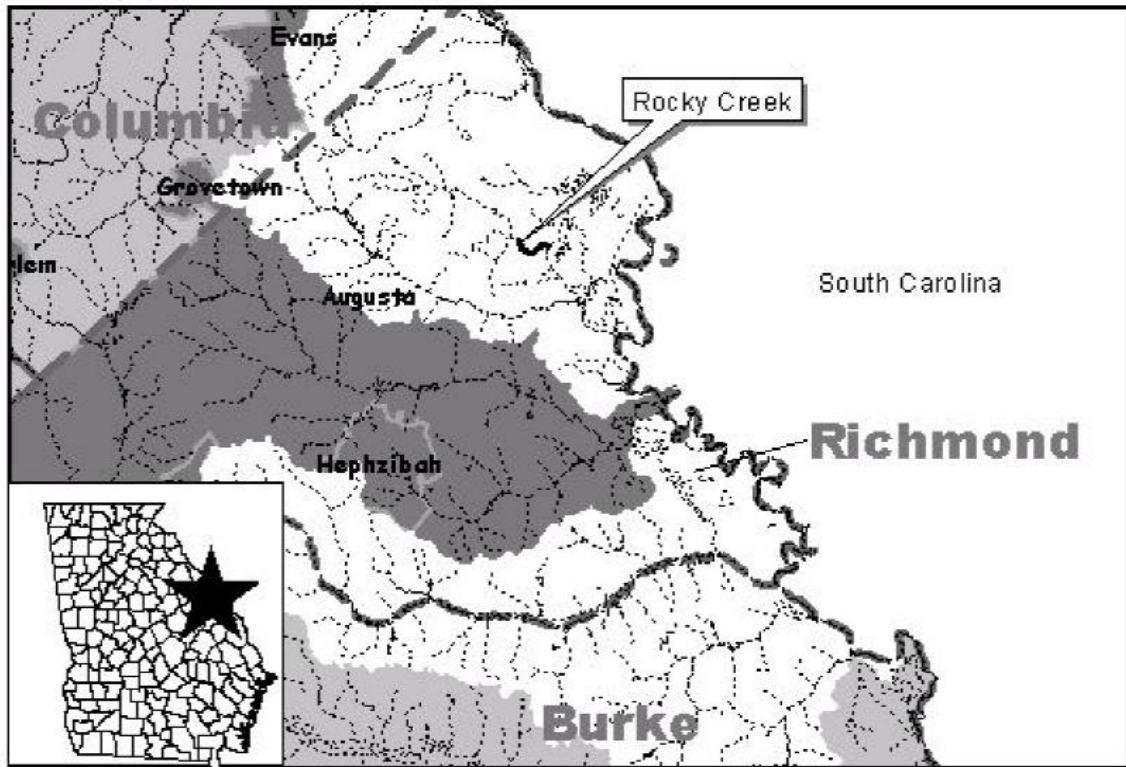 Evans
Rocky Creek
Columbia
Grovetown
lem
South Carolina
Augusta
Richmond
Hephzibah
Burke